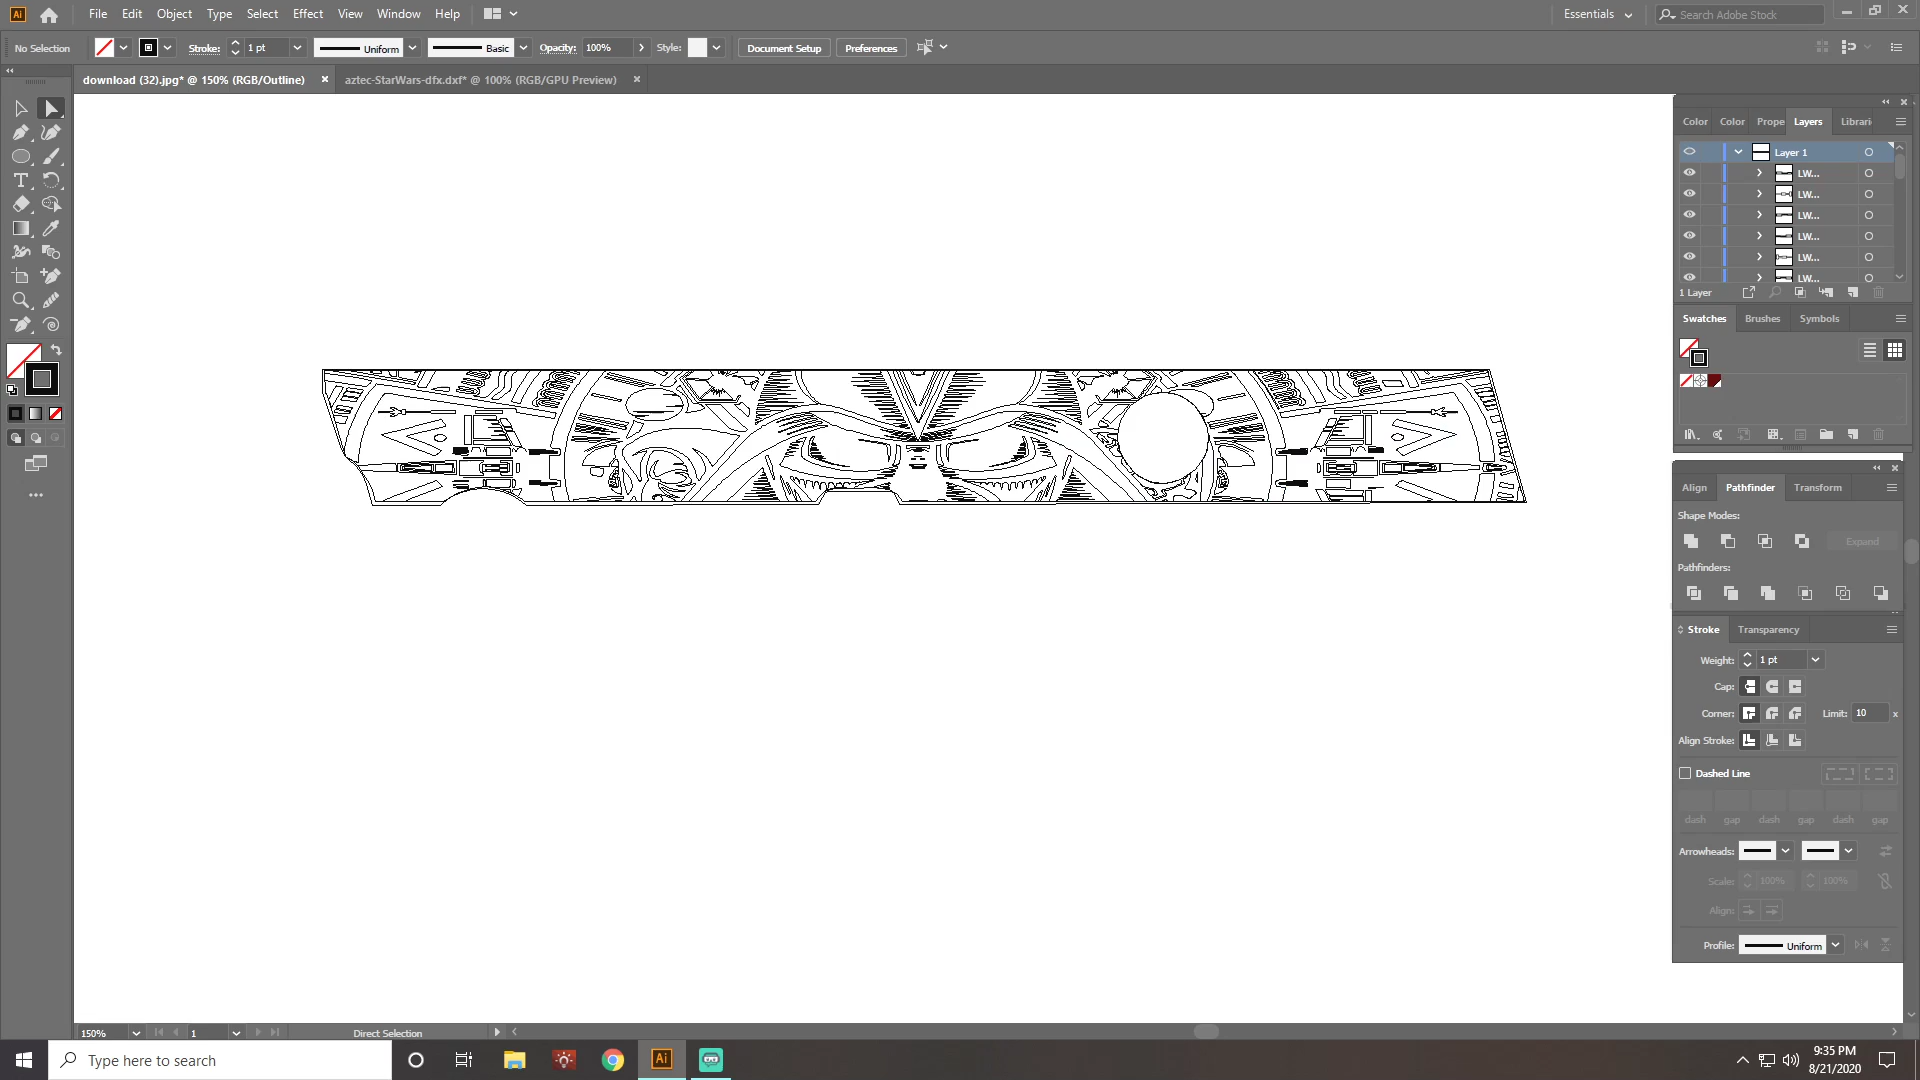 Ai File Edit Object Type Select Effect View Window Help Essentials Search Adobe Stock
No Selection Stroke: 1 pt Uniform Basic Opacity: 100% Style: Document Setup Preferences
download (32).jpg* @ 150% (RGB/Outline) × aztec-StarWars-dfx.dxf* @ 100% (RGB/GPU Preview) ×
Color Color Prope Layers Librari
Layer 1
LW...
LW...
LW...
LW...
LW...
LW...
1 Layer
Swatches Brushes Symbols
Align Pathfinder Transform
Shape Modes:
Expand
Pathfinders:
Stroke Transparency
Weight: 1 pt
Cap:
Corner: Limit: 10 x
Align Stroke:
Dashed Line
dash gap dash gap dash gap
Arrowheads:
Scale: 100% 100%
Align:
Profile: Uniform
150% 1 Direct Selection
Type here to search Ai 9:35 PM
8/21/2020